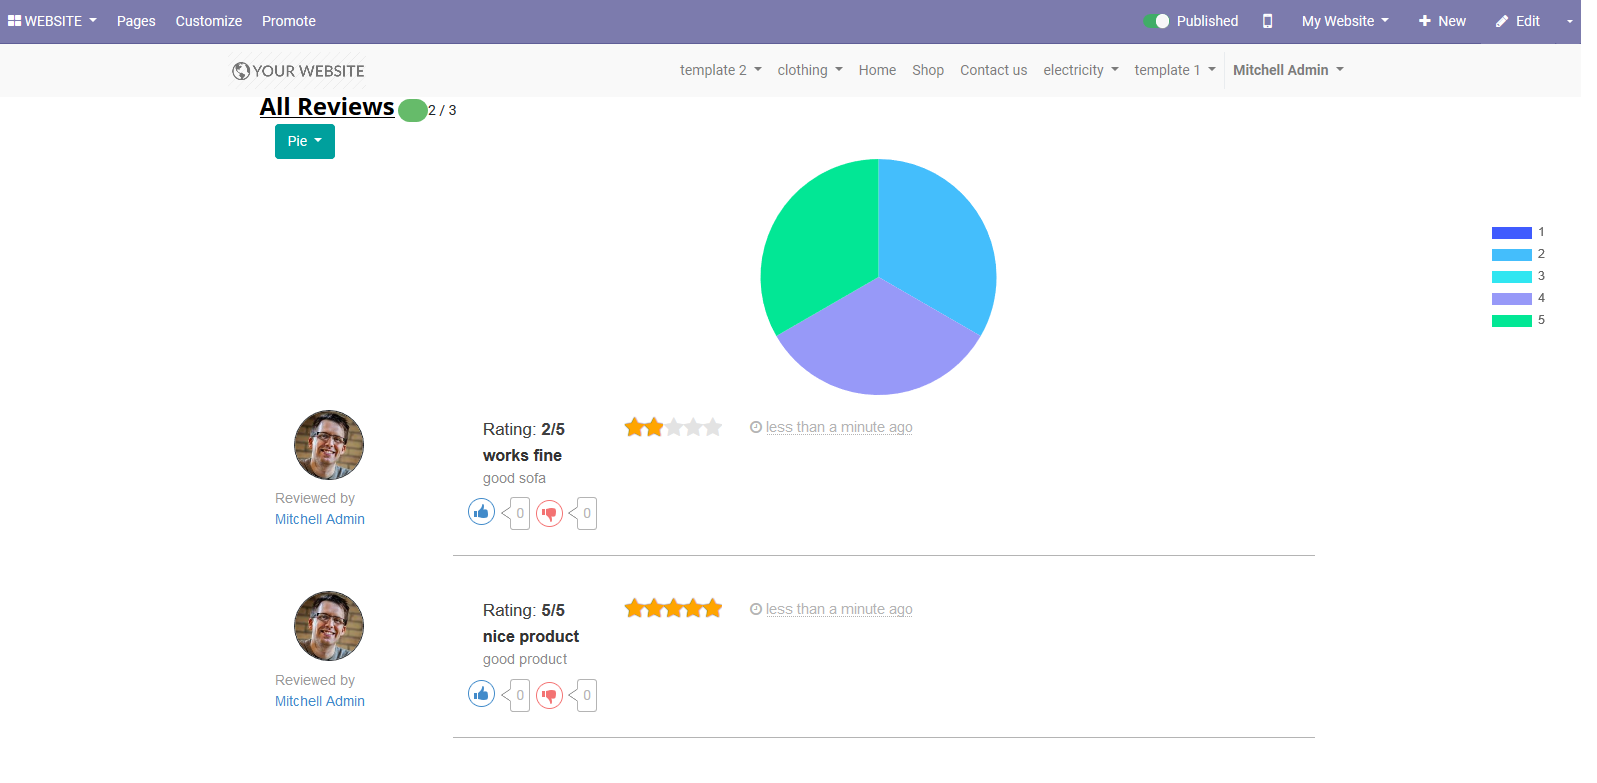 WEBSITE Pages Customize Promote Published My Website New Edit
YOUR WEBSITE template 2 clothing Home Shop Contact us electricity template 1 Mitchell Admin
All Reviews 2 / 3
Pie
1
2
3
4
5
Rating: 2/5 less than a minute ago
works fine
good sofa
Reviewed by
Mitchell Admin
0 0
Rating: 5/5 less than a minute ago
nice product
good product
Reviewed by
Mitchell Admin
0 0